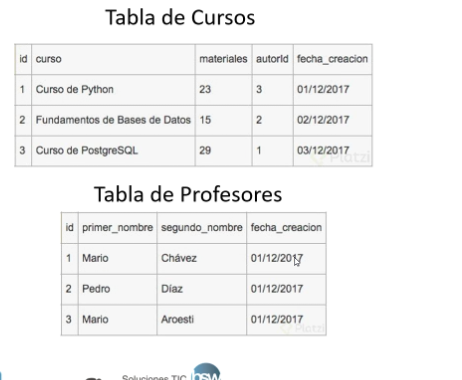 Tabla de Cursos
id curso materiales autorId fecha_creacion
1 Curso de Python 23 3 01/12/2017
2 Fundamentos de Bases de Datos 15 2 02/12/2017
3 Curso de PostgreSQL 29 1 03/12/2017
Platzi
Tabla de Profesores
id primer_nombre segundo_nombre fecha_creacion
1 Mario Chávez 01/12/2017
2 Pedro Díaz 01/12/2017
3 Mario Aroesti 01/12/2017
Platzi
Soluciones TIC